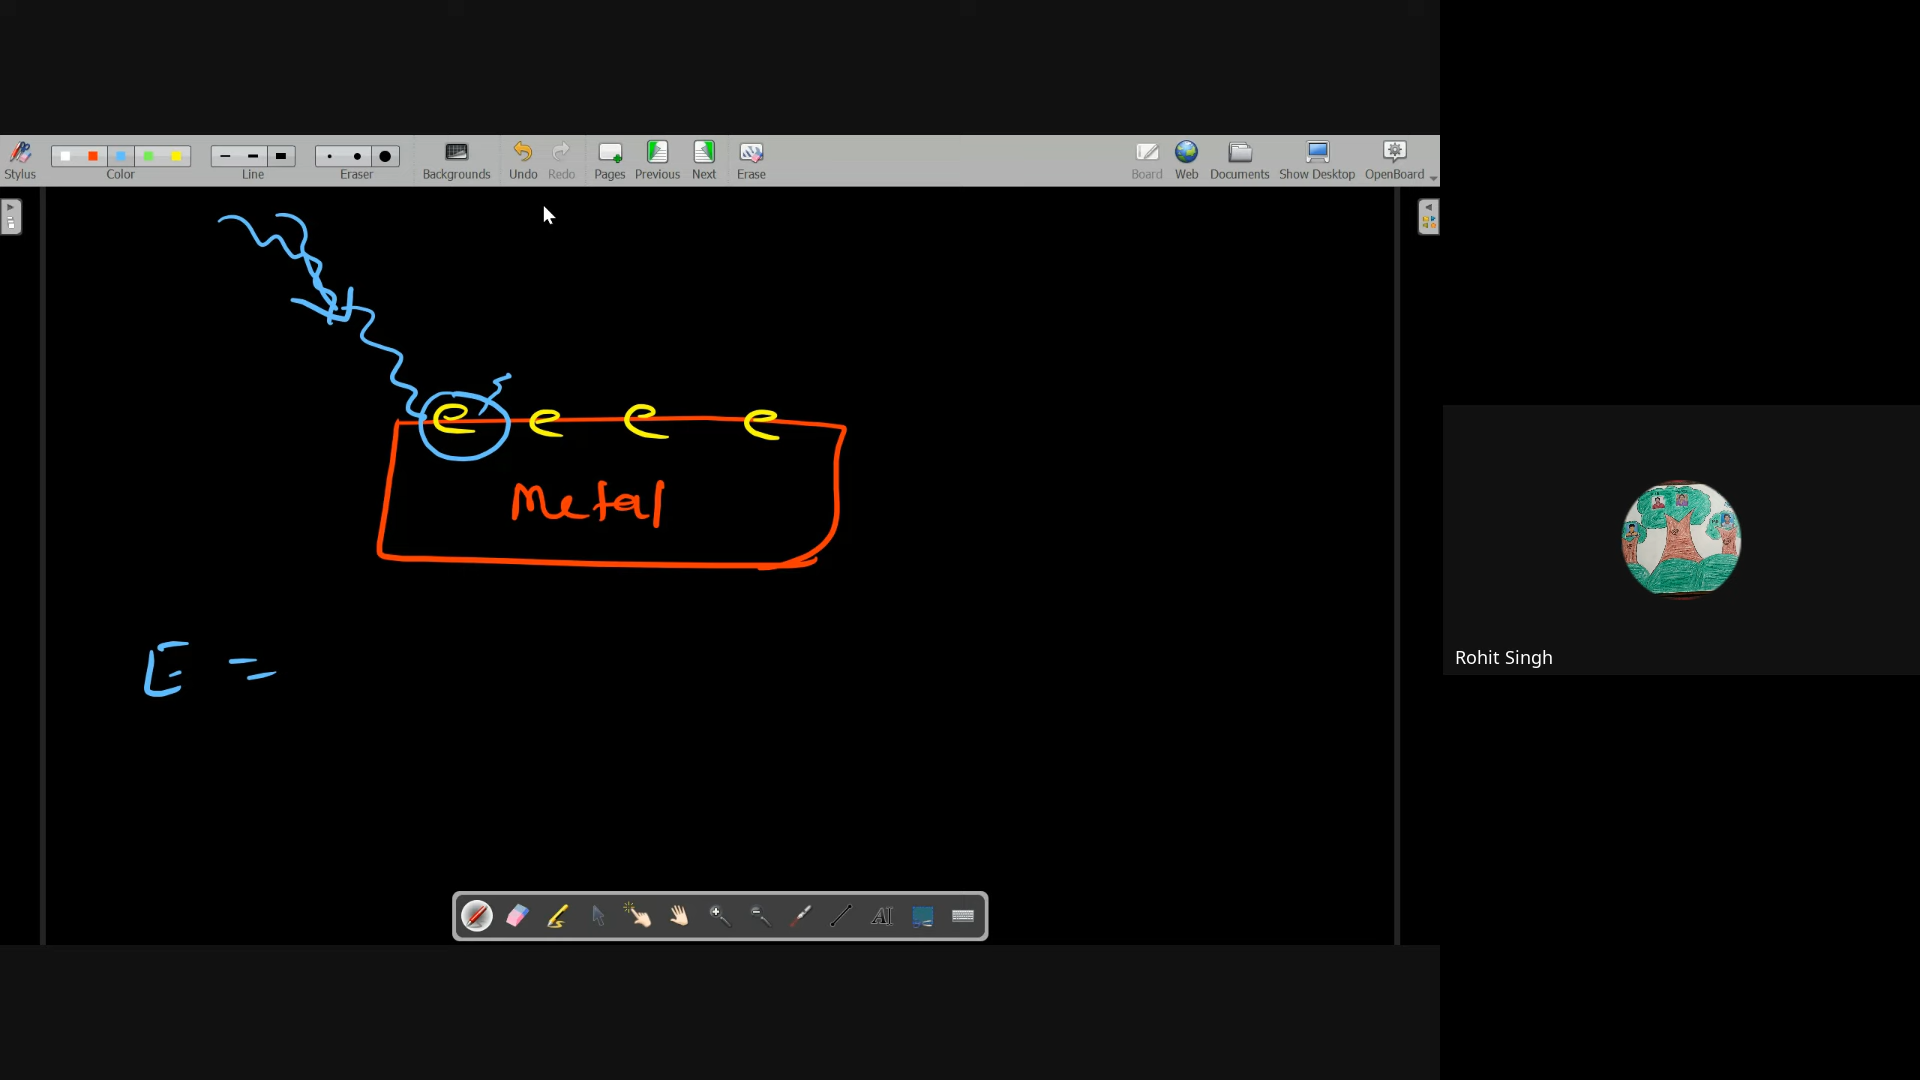 Stylus Color Line Eraser Backgrounds Undo Redo Pages Previous Next Erase Board Web Documents Show Desktop OpenBoard
e e e e
Metal
Rohit Singh
E =